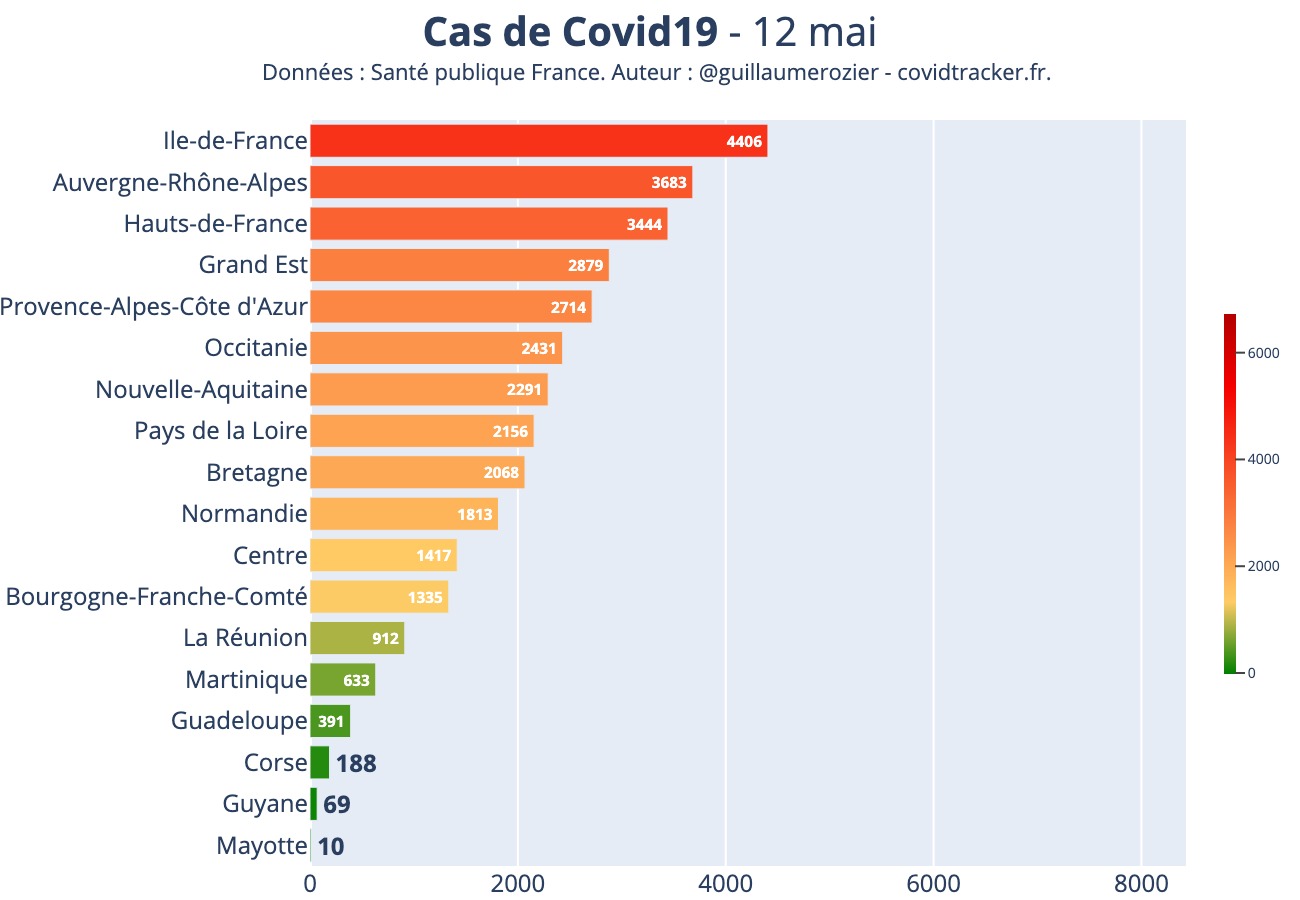 Cas de Covid19 - 12 mai
Données : Santé publique France. Auteur : @guillaumerozier - covidtracker.fr.
Ile-de-France 4406
Auvergne-Rhône-Alpes 3683
Hauts-de-France 3444
Grand Est 2879
Provence-Alpes-Côte d'Azur 2714
Occitanie 2431
Nouvelle-Aquitaine 2291
Pays de la Loire 2156
Bretagne 2068
Normandie 1813
Centre 1417
Bourgogne-Franche-Comté 1335
La Réunion 912
Martinique 633
Guadeloupe 391
Corse 188
Guyane 69
Mayotte 10
0 2000 4000 6000 8000
6000
4000
2000
0